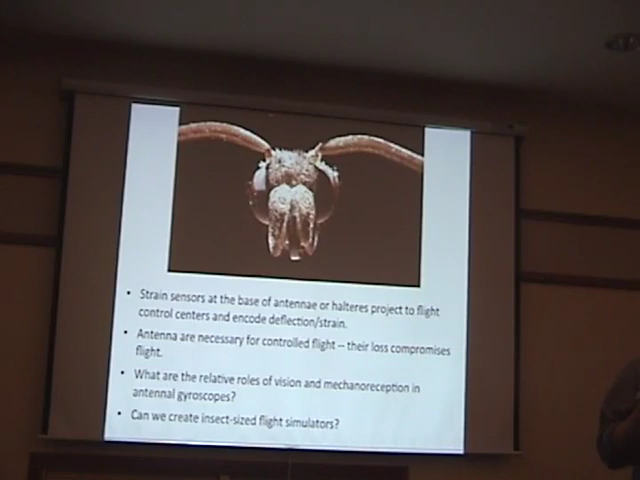 • Strain sensors at the base of antennae or halteres project to flight
control centers and encode deflection/strain.
• Antenna are necessary for controlled flight – their loss compromises
flight.
• What are the relative roles of vision and mechanoreception in
antennal gyroscopes?
• Can we create insect-sized flight simulators?